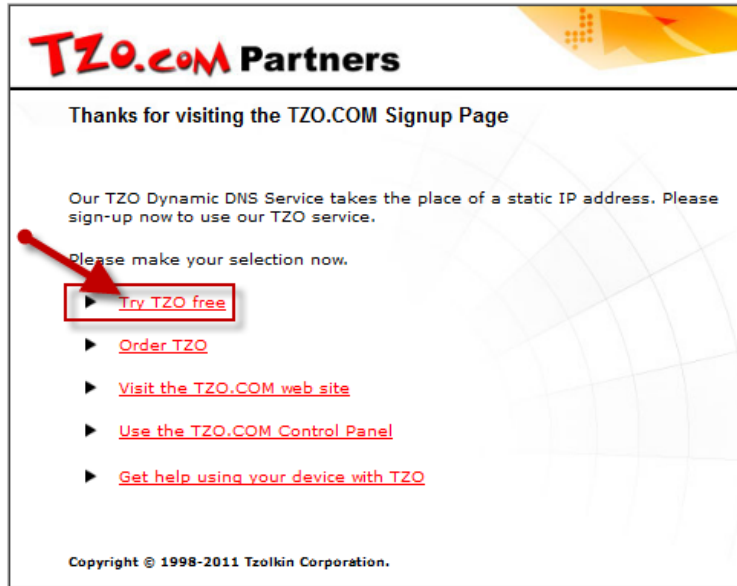 TZO.COM Partners
Thanks for visiting the TZO.COM Signup Page
Our TZO Dynamic DNS Service takes the place of a static IP address. Please
sign-up now to use our TZO service.
Please make your selection now.
Try TZO free
Order TZO
Visit the TZO.COM web site
Use the TZO.COM Control Panel
Get help using your device with TZO
Copyright © 1998-2011 Tzolkin Corporation.